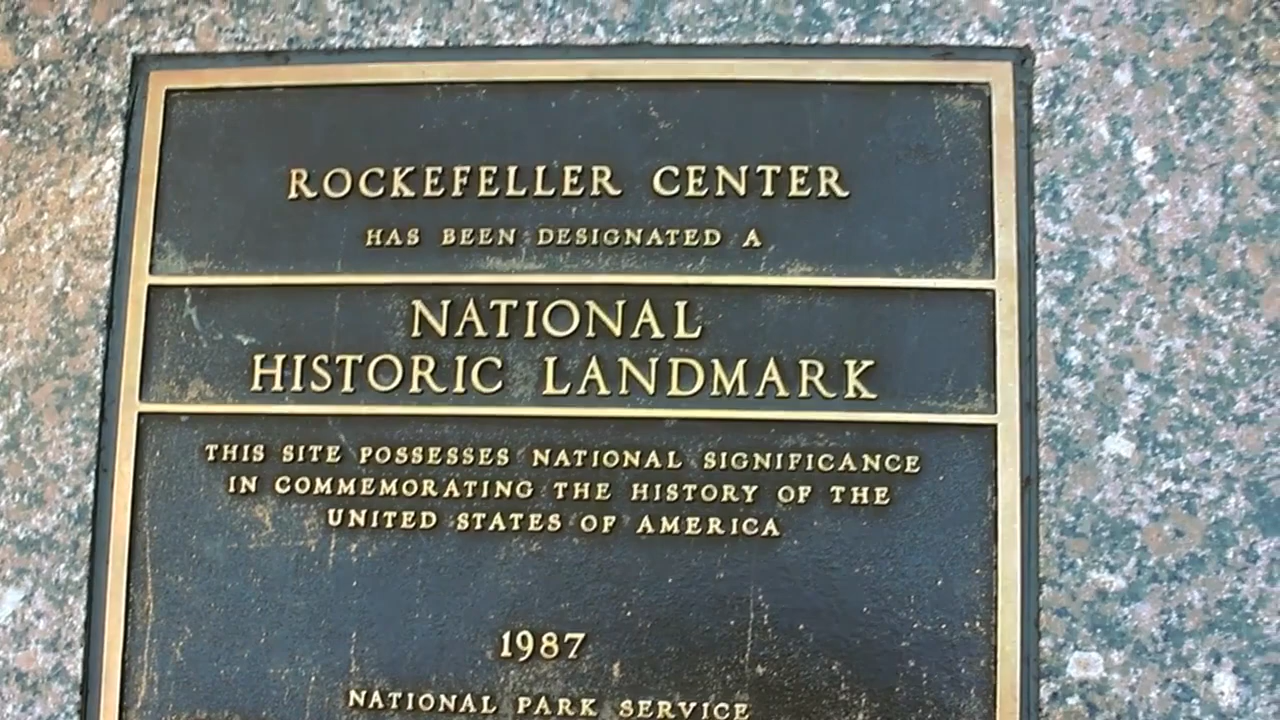 ROCKEFELLER CENTER
HAS BEEN DESIGNATED A
NATIONAL
HISTORIC LANDMARK
THIS SITE POSSESSES NATIONAL SIGNIFICANCE
IN COMMEMORATING THE HISTORY OF THE
UNITED STATES OF AMERICA
1987
NATIONAL PARK SERVICE